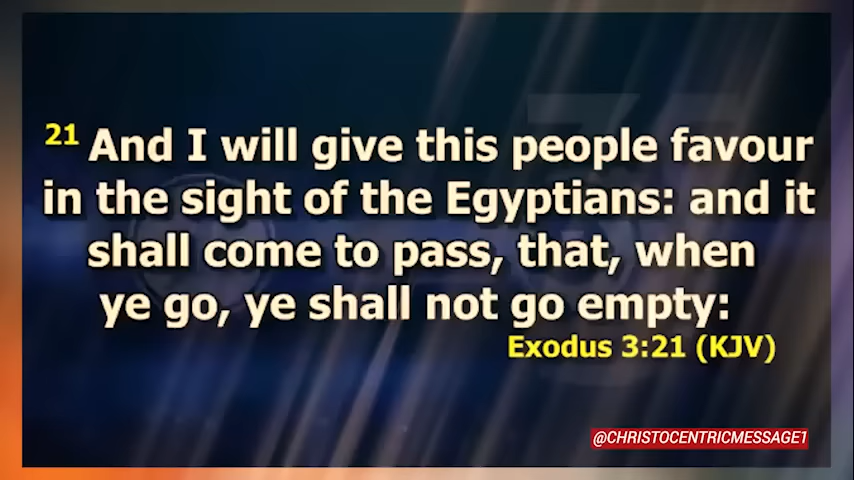 21 And I will give this people favour
in the sight of the Egyptians: and it
shall come to pass, that, when
ye go, ye shall not go empty:
Exodus 3:21 (KJV)
@CHRISTOCENTRICMESSAGE1